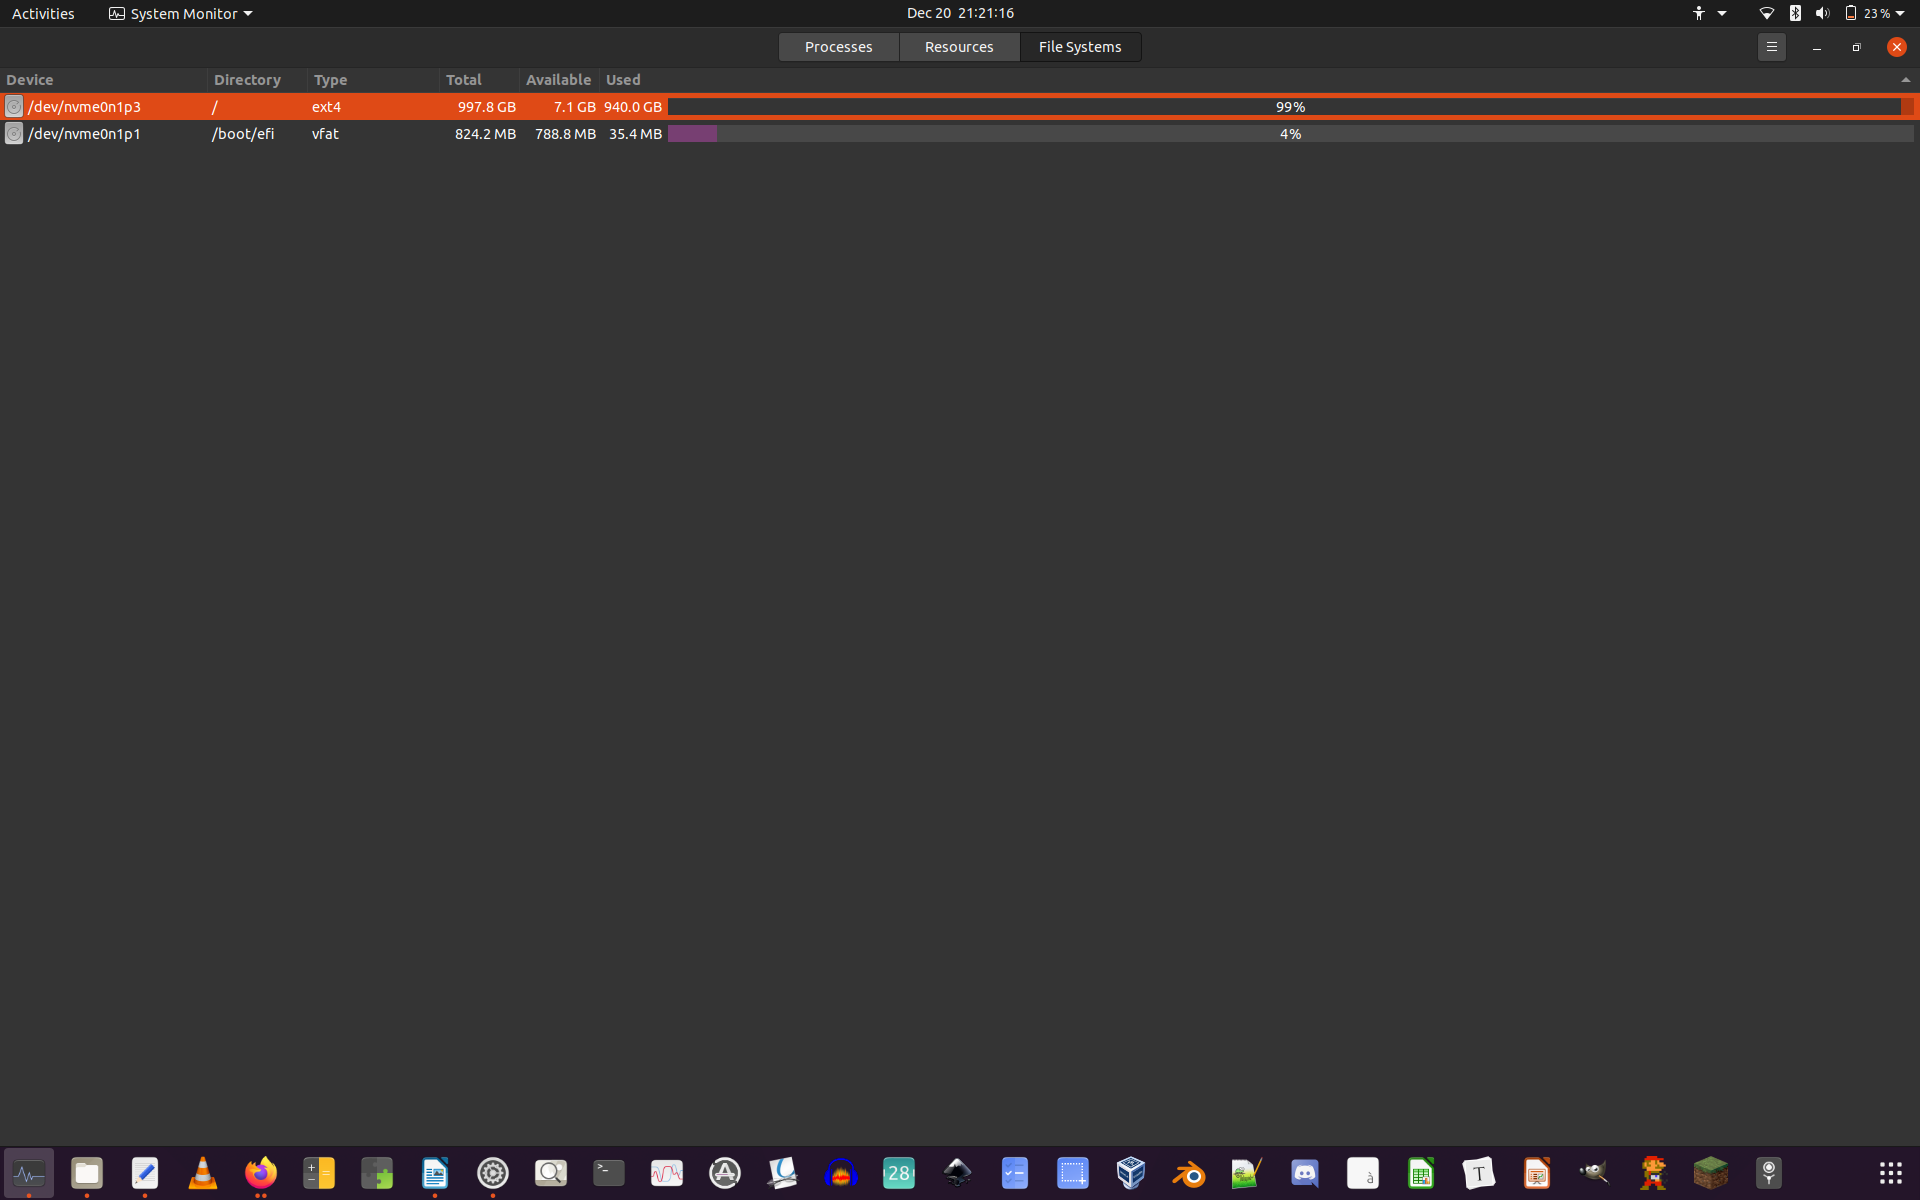 Activities System Monitor Dec 20 21:21:16 23 %
Processes Resources File Systems
Device Directory Type Total Available Used
/dev/nvme0n1p3 / ext4 997.8 GB 7.1 GB 940.0 GB 99%
/dev/nvme0n1p1 /boot/efi vfat 824.2 MB 788.8 MB 35.4 MB 4%
>_ 28 à T